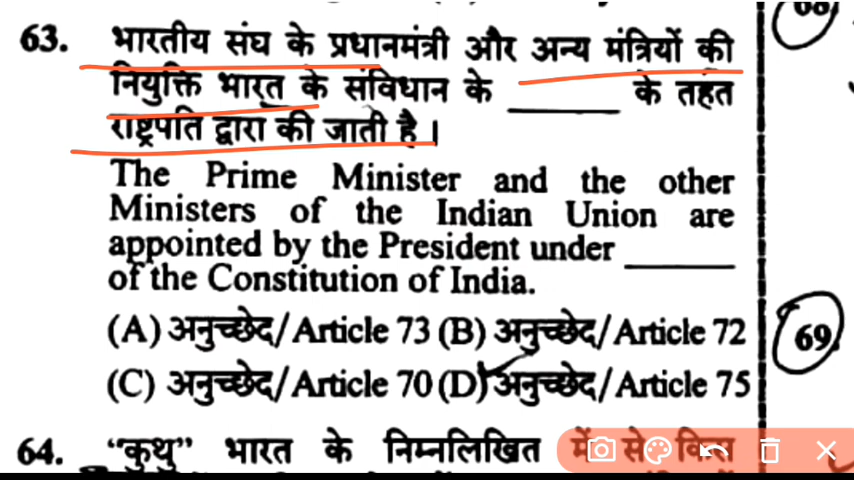 63. भारतीय संघ के प्रधानमंत्री और अन्य मंत्रियों की
नियुक्ति भारत के संविधान के ______ के तहत
राष्ट्रपति द्वारा की जाती है।
The Prime Minister and the other
Ministers of the Indian Union are
appointed by the President under ______
of the Constitution of India.
(A) अनुच्छेद/Article 73 (B) अनुच्छेद/Article 72
(C) अनुच्छेद/Article 70 (D) अनुच्छेद/Article 75
64. "कुथु" भारत के निम्नलिखित में से किस
69.